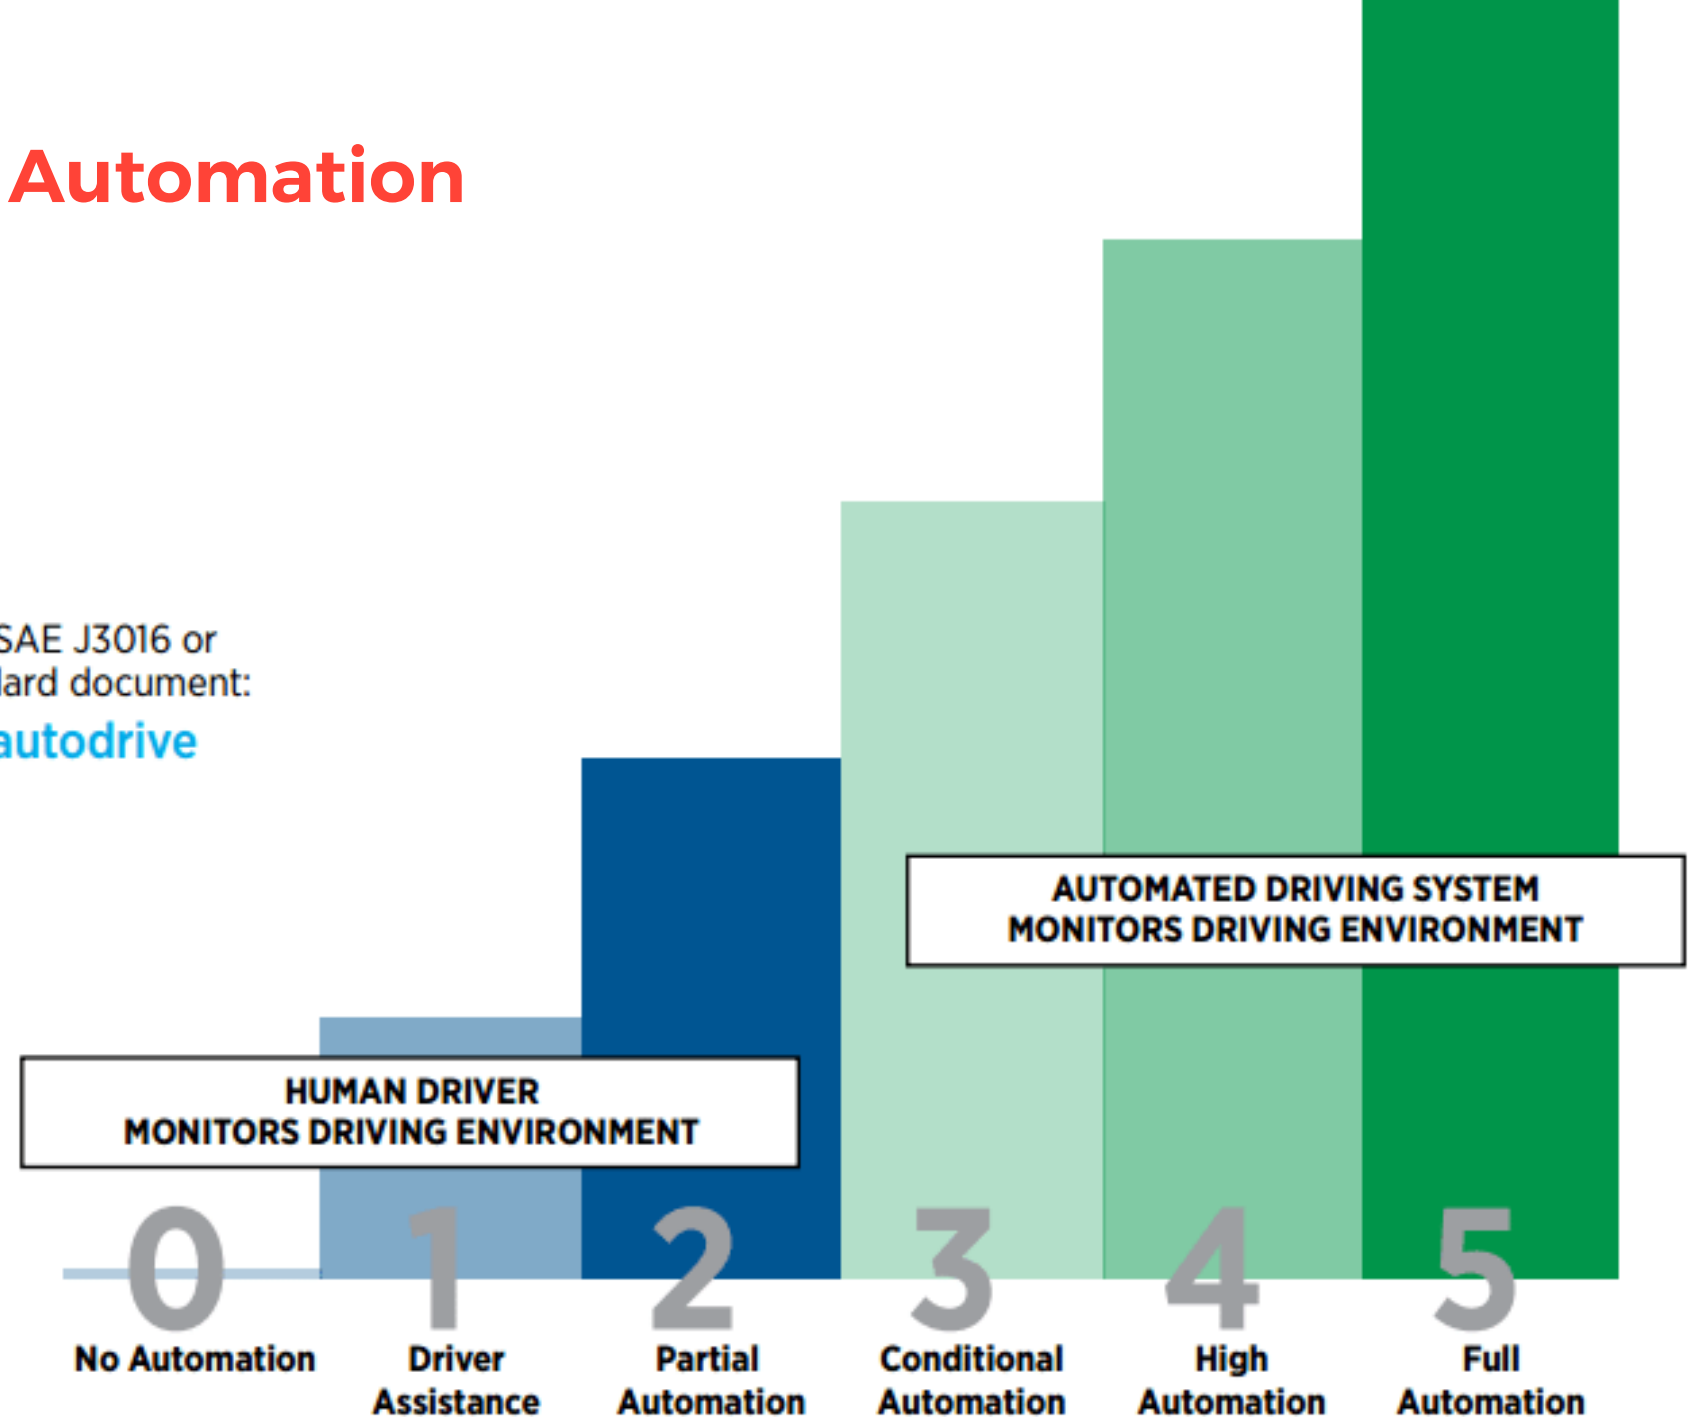 Automation
SAE J3016 or
document:
autodrive
AUTOMATED DRIVING SYSTEM
MONITORS DRIVING ENVIRONMENT
HUMAN DRIVER
MONITORS DRIVING ENVIRONMENT
0
1
2
3
4
5
No Automation
Driver
Assistance
Partial
Automation
Conditional
Automation
High
Automation
Full
Automation